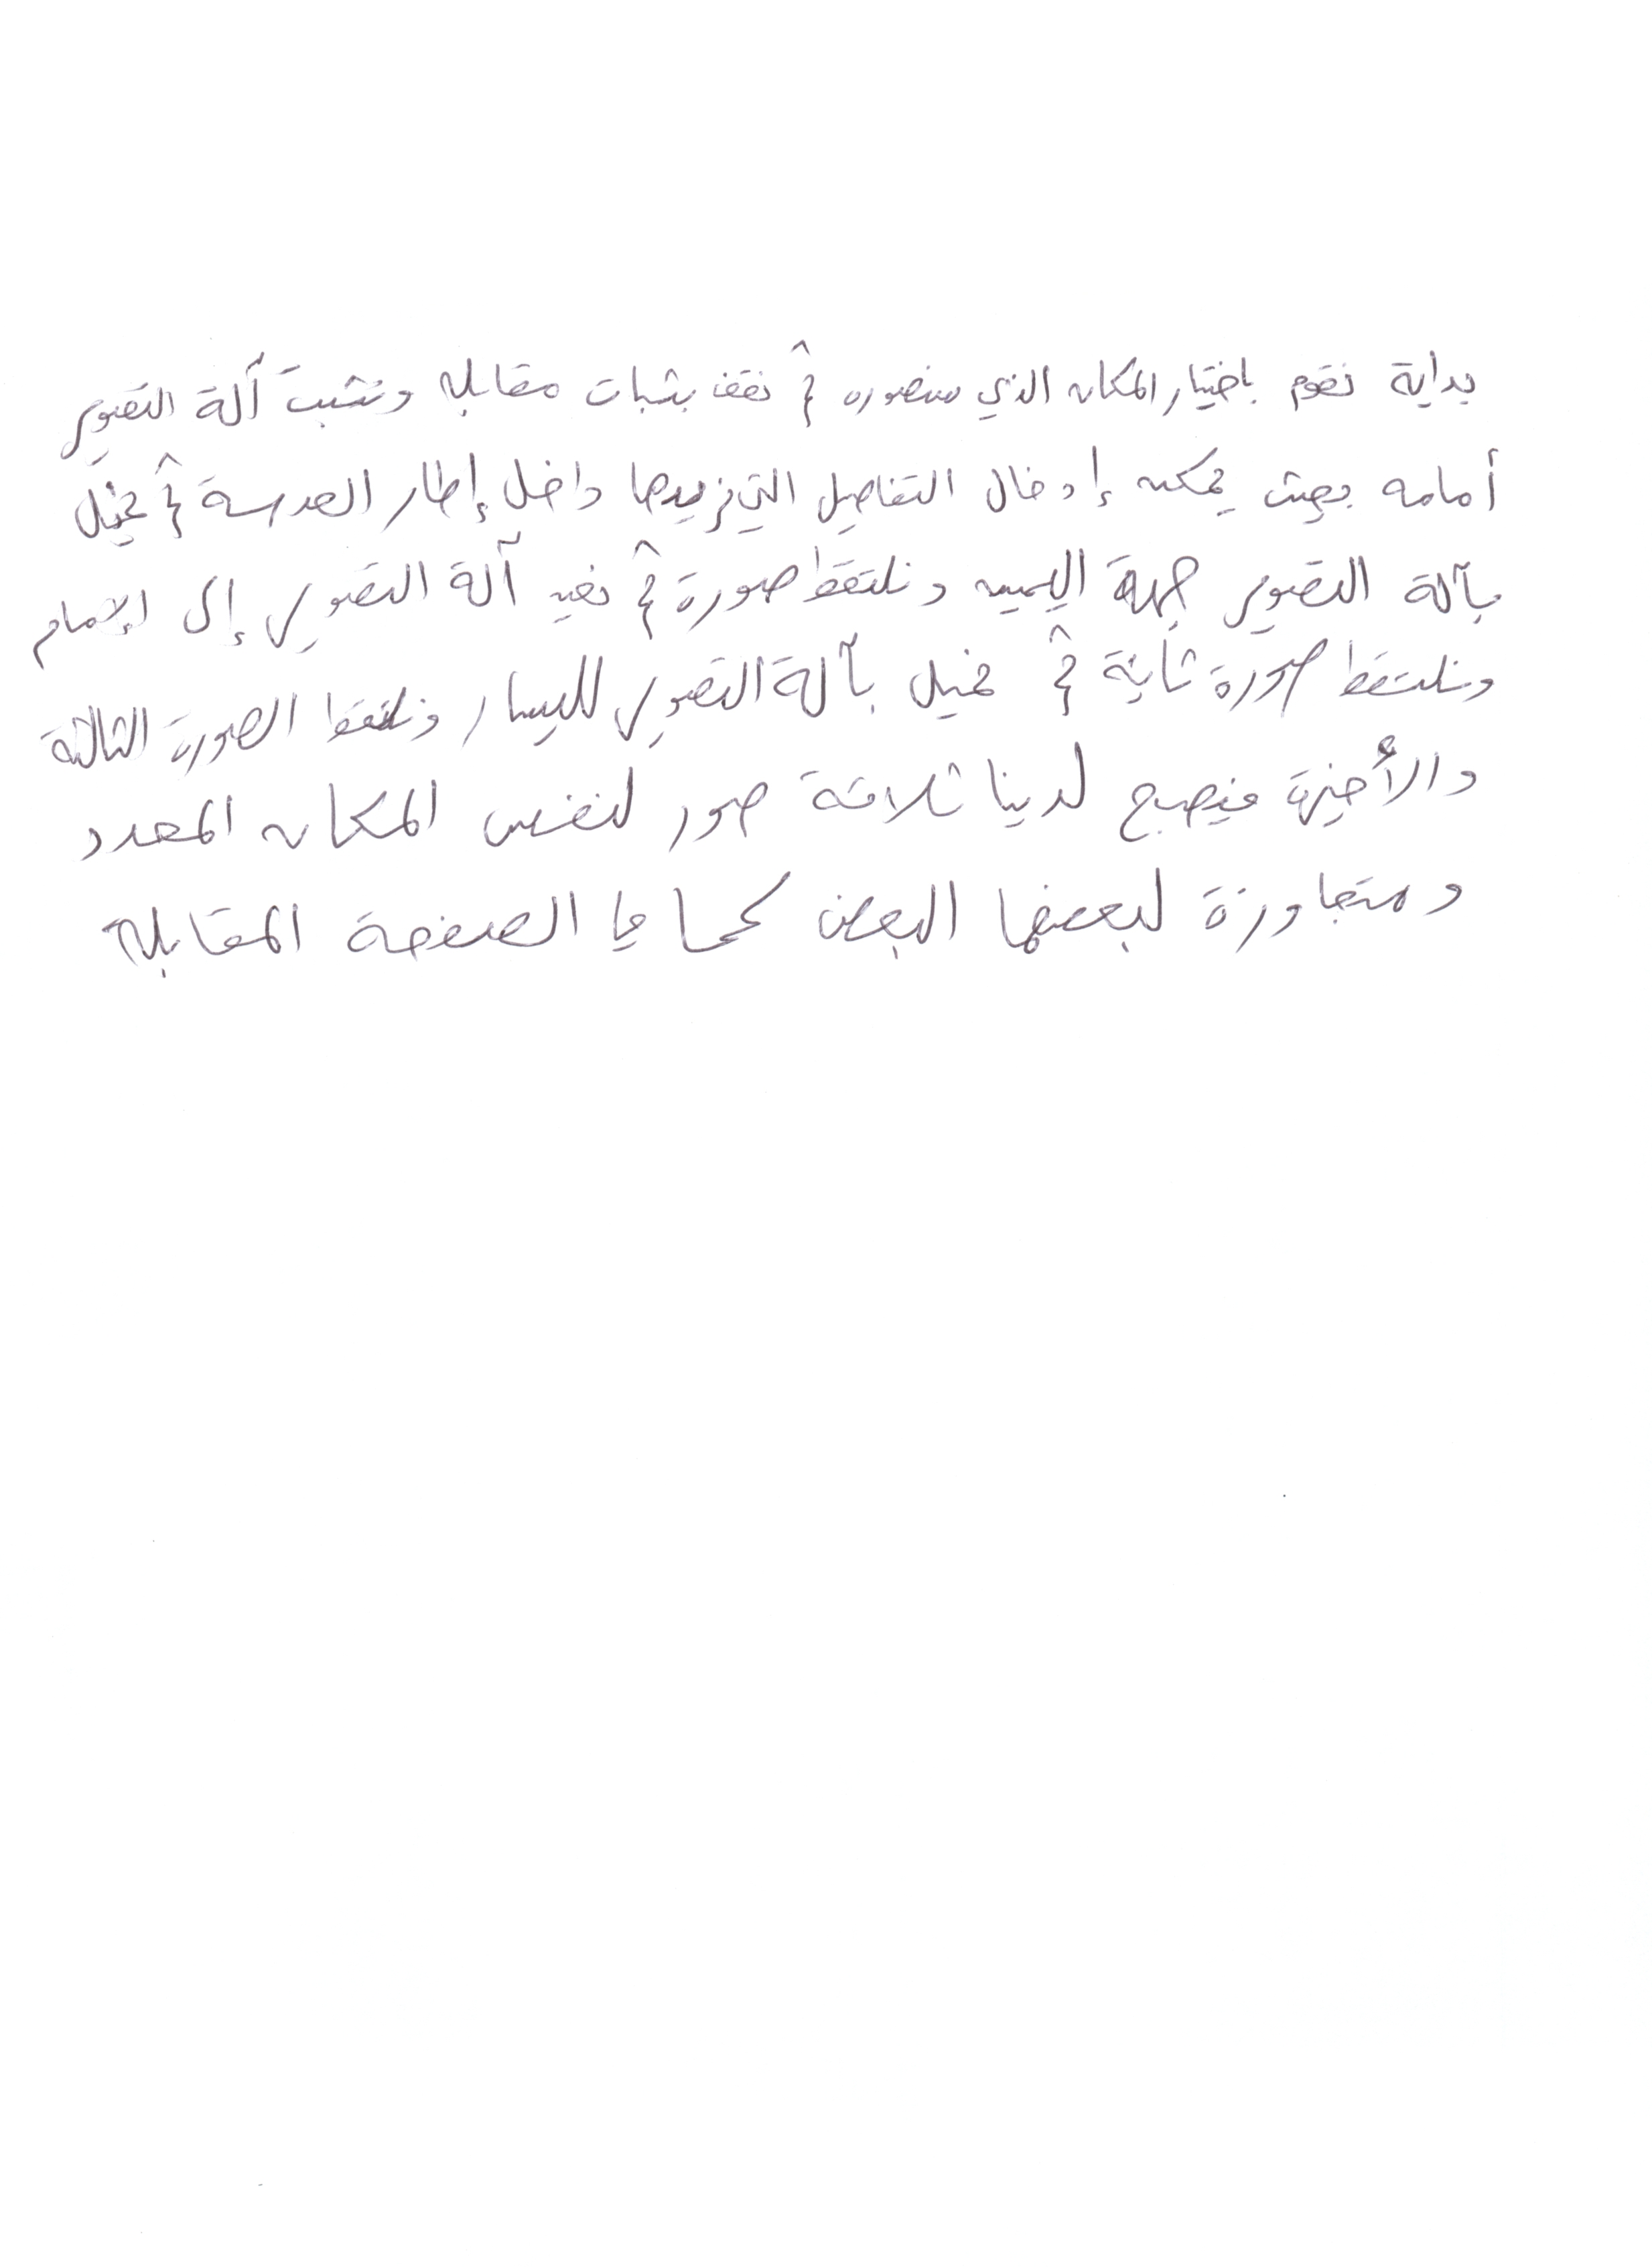 بداية نقوم باختيار المكان الذي سنصوره ثم نقف بثبات مقابله ونثبت آلة التصوير
أمامه بحيث يمكنه إدخال التفاصيل التي نريدها داخل إطار العدسة ثم نميل
بآلة التصوير جهة اليمين ونلتقط صورة ثم نعيد آلة التصوير إلى الأمام
ونلتقط صورة ثانية ثم نميل بآلة التصوير لليسار ونلتقط الصورة الثالثة
والأخيرة فيصبح لدينا ثلاثة صور لنفس المكان المحدد
ومتجاورة لبعضها البعض كما في الصفحة المقابلة